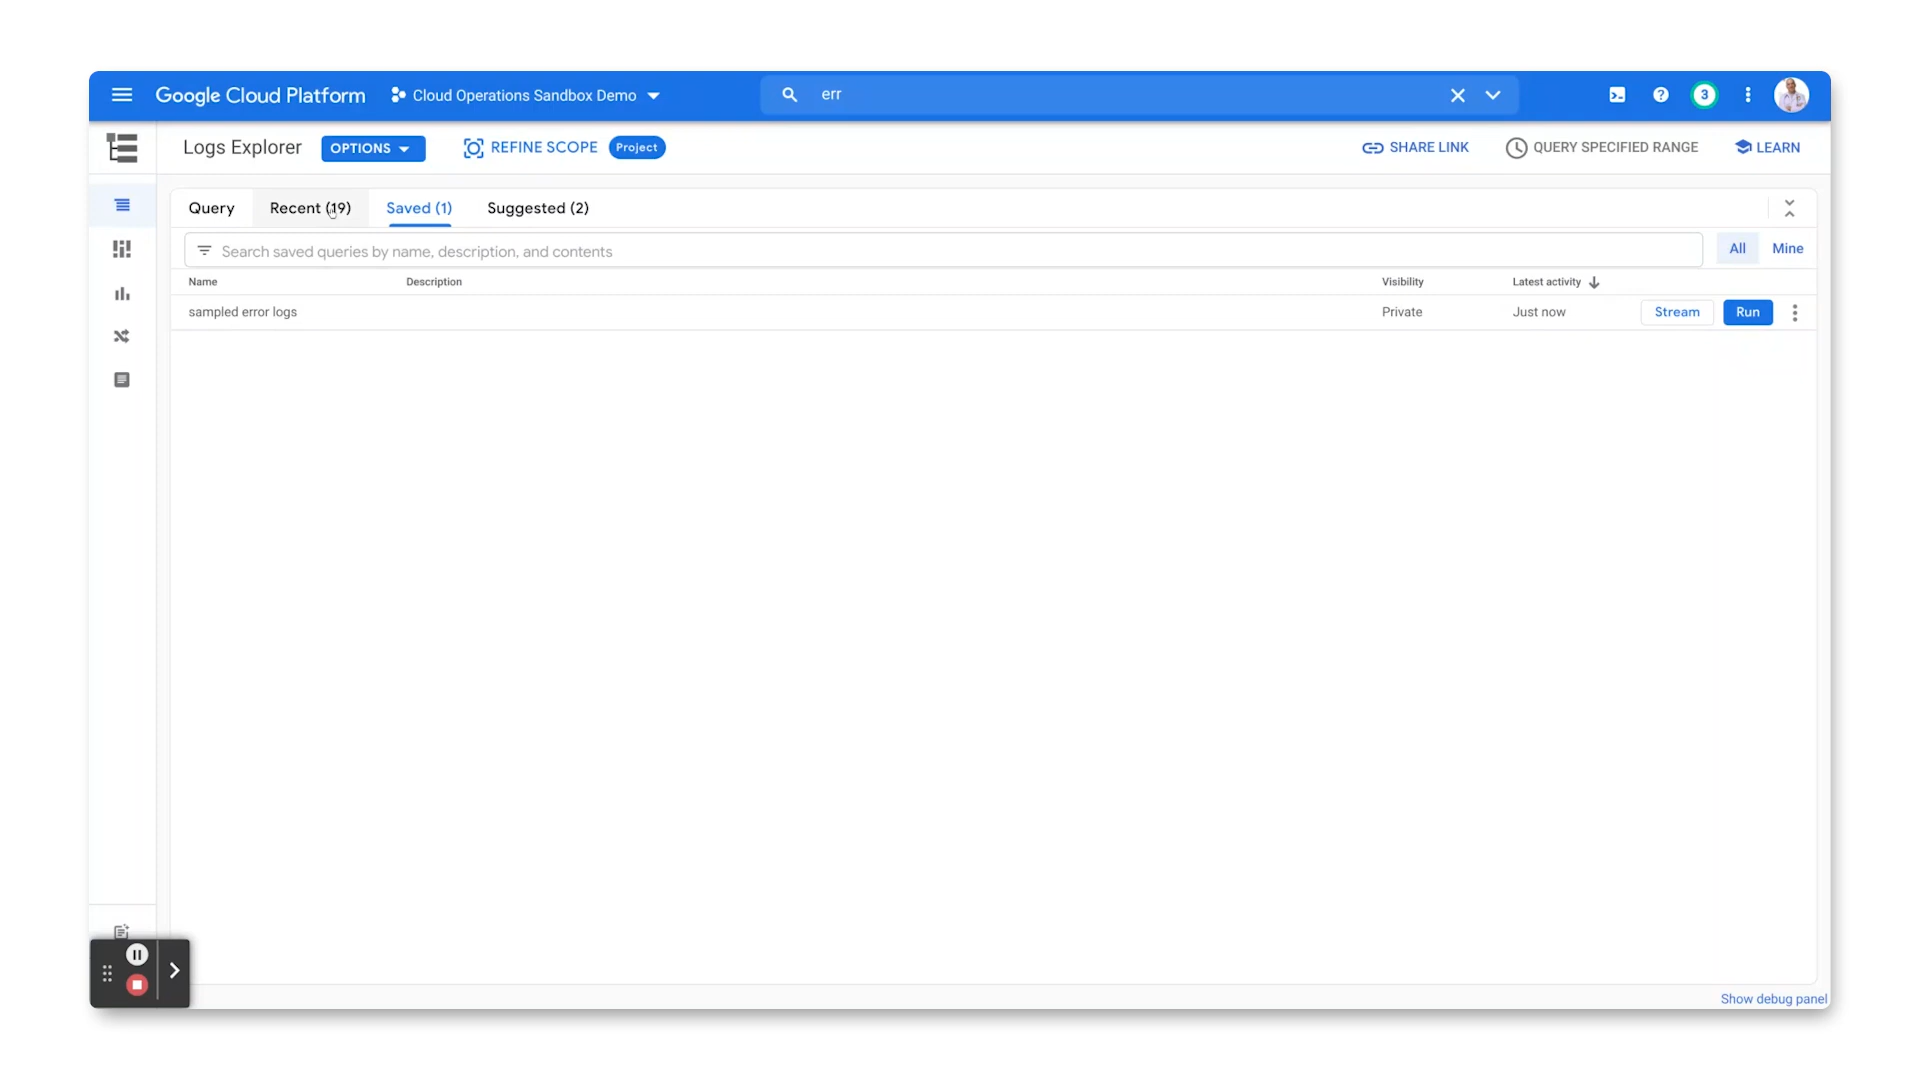 Google Cloud Platform
Cloud Operations Sandbox Demo
err
3
Logs Explorer
OPTIONS
REFINE SCOPE
Project
SHARE LINK
QUERY SPECIFIED RANGE
LEARN
Query
Recent (19)
Saved (1)
Suggested (2)
Search saved queries by name, description, and contents
All
Mine
Name
Description
Visibility
Latest activity
sampled error logs
Private
Just now
Stream
Run
Show debug panel